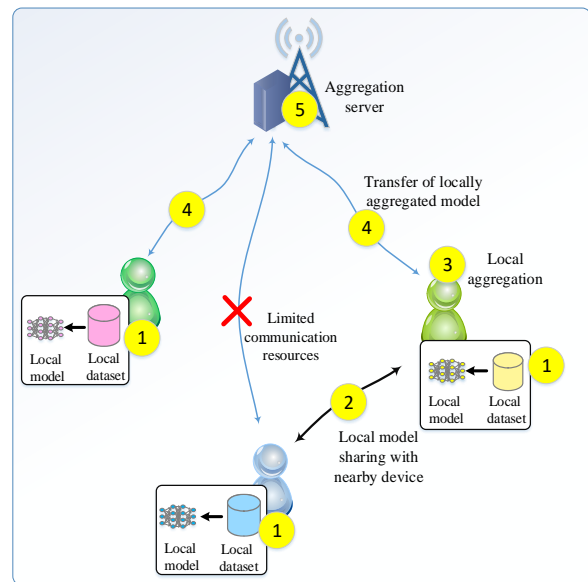 5
Aggregation
server
Transfer of locally
aggregated model
4
4
3
Local
aggregation
Limited
communication
resources
1
Local
model
Local
dataset
1
Local
model
Local
dataset
2
Local model
sharing with
nearby device
1
Local
model
Local
dataset